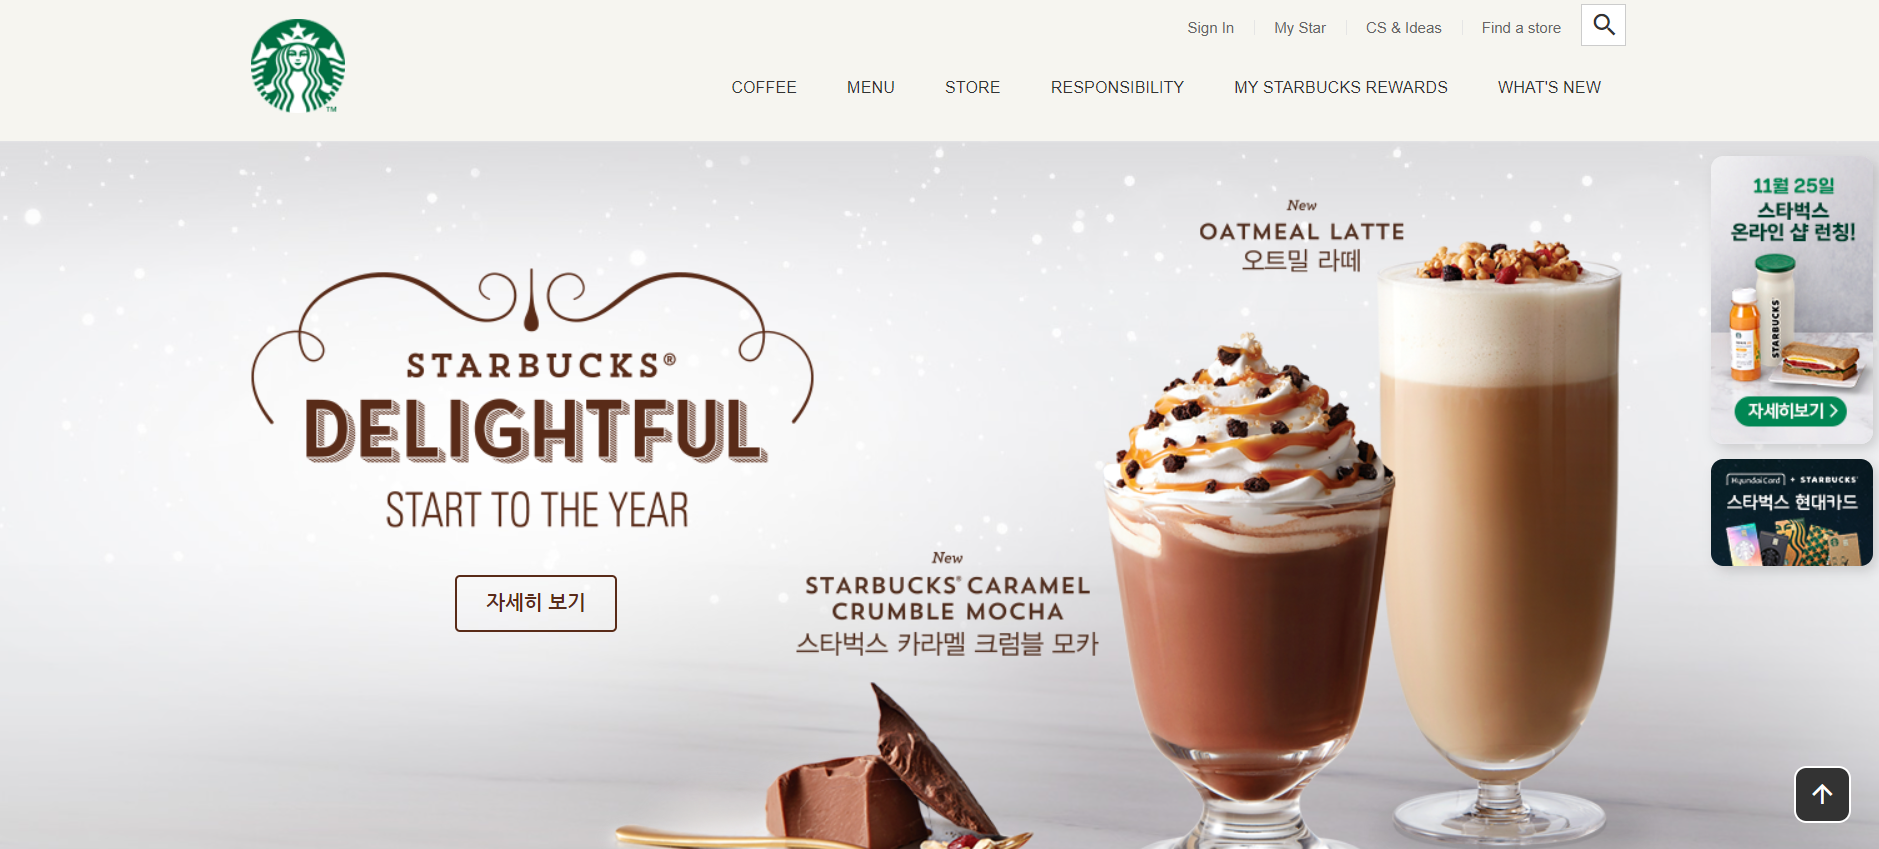 Sign In
My Star
CS & Ideas
Find a store
COFFEE
MENU
STORE
RESPONSIBILITY
MY STARBUCKS REWARDS
WHAT'S NEW
TM
STARBUCKS®
DELIGHTFUL
START TO THE YEAR
자세히 보기
New
OATMEAL LATTE
오트밀 라떼
New
STARBUCKS® CARAMEL
CRUMBLE MOCHA
스타벅스 카라멜 크럼블 모카
11월 25일
스타벅스
온라인 샵 런칭!
STARBUCKS
자세히보기 >
HyundaiCard + STARBUCKS
스타벅스 현대카드